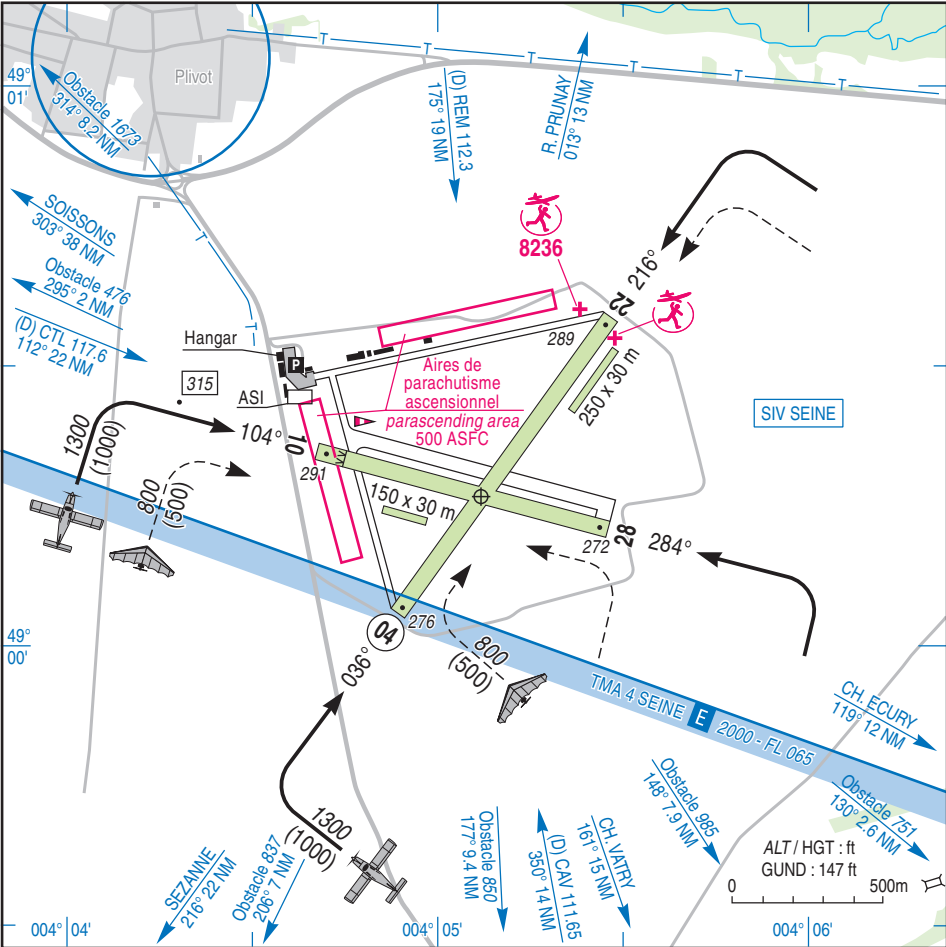 T T T T T
Plivot
49°
01'
Obstacle 1673
314° 8.2 NM
(D) REM 112.3
175° 19 NM
R. PRUNAY
013° 13 NM
T
T
T
SOISSONS
303° 38 NM
Obstacle 476
295° 2 NM
(D) CTL 117.6
112° 22 NM
8236
216°
22
289
Hangar
P
ASI
315
Aires de
parachutisme
ascensionnel
parascending area
500 ASFC
250 x 30 m
SIV SEINE
1300
(1000)
104°
10
291
800
(500)
150 x 30 m
272
28
284°
276
04
036°
49°
00'
800
(500)
TMA 4 SEINE E 2000 - FL 065
CH. ECURY
119° 12 NM
1300
(1000)
SEZANNE
216° 22 NM
Obstacle 837
206° 7 NM
Obstacle 850
177° 9.4 NM
(D) CAV 111.65
350° 14 NM
CH. VATRY
161° 15 NM
Obstacle 985
148° 7.9 NM
Obstacle 751
130° 2.6 NM
ALT / HGT : ft
GUND : 147 ft
0 500m
004° 04' 004° 05' 004° 06'